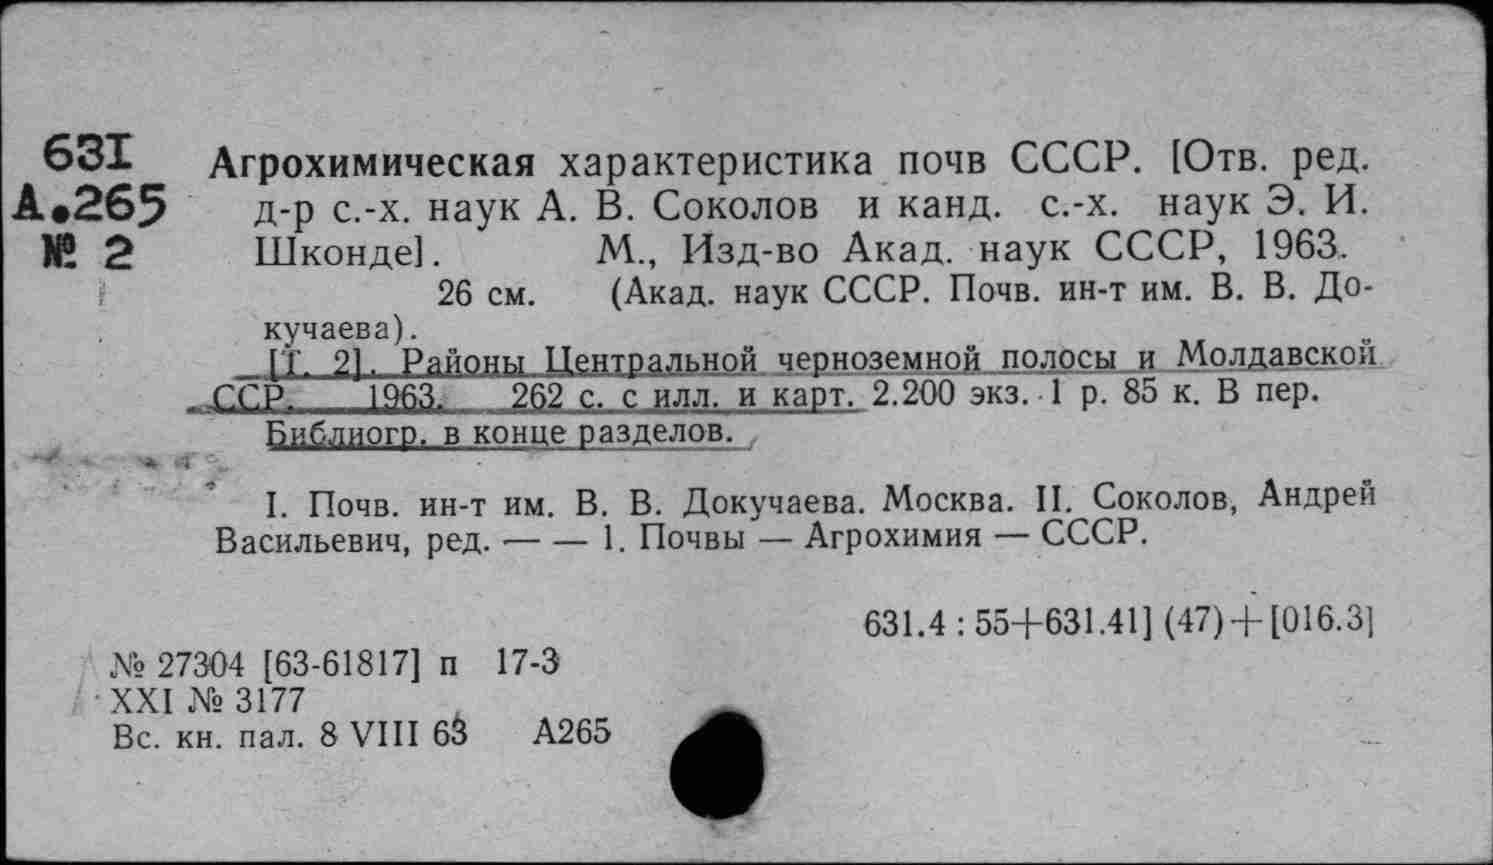 631
А.265
№ 2
Агрохимическая характеристика почв СССР. [Отв. ред.
д-р с.-х. наук А. В. Соколов и канд. с.-х. наук Э. И.
Шконде]. М., Изд-во Акад. наук СССР, 1963.
26 см. (Акад. наук СССР. Почв. ин-т им. В. В. До-
кучаева).
[Т. 2]. Районы Центральной черноземной полосы и Молдавской
ССР. 1963. 262 с. с илл. и карт. 2.200 экз. 1 р. 85 к. В пер.
Библиогр. в конце разделов.
I. Почв. ин-т им. В. В. Докучаева. Москва. II. Соколов, Андрей
Васильевич, ред. — — 1. Почвы — Агрохимия — СССР.
631.4 : 55+631.41] (47)+[016.3]
№ 27304 [63-61817] п 17-3
XXI № 3177
Вс. кн. пал. 8 VIII 63 А265